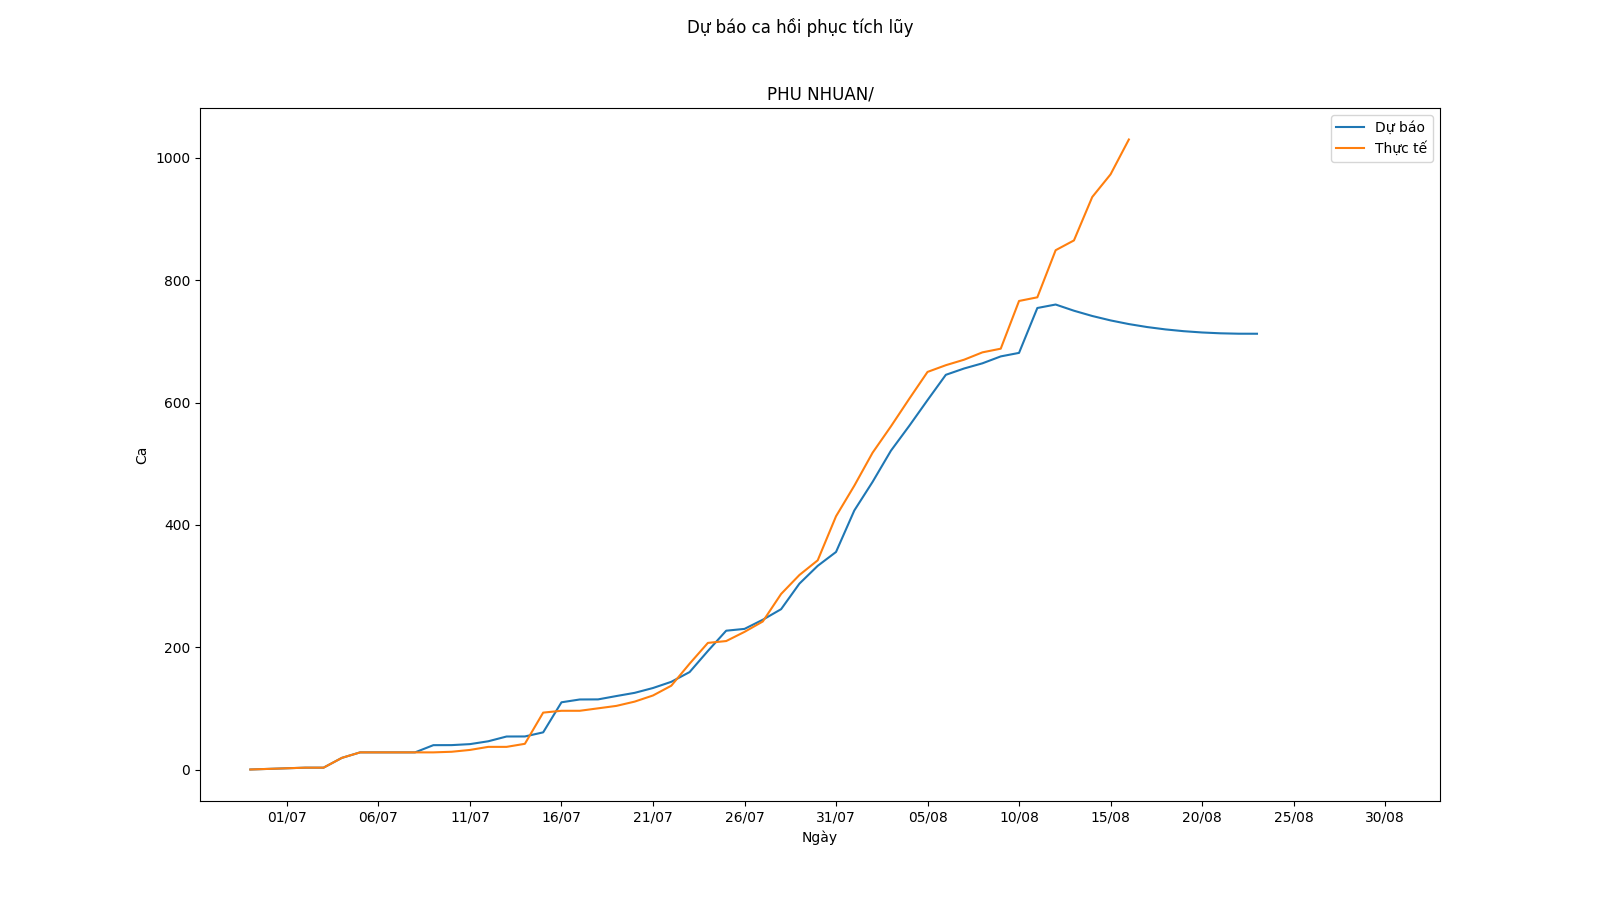 Dự báo ca hồi phục tích lũy
PHU NHUAN/
Dự báo
Thực tế
1000
800
600
400
200
0
Ca
01/07 06/07 11/07 16/07 21/07 26/07 31/07 05/08 10/08 15/08 20/08 25/08 30/08
Ngày